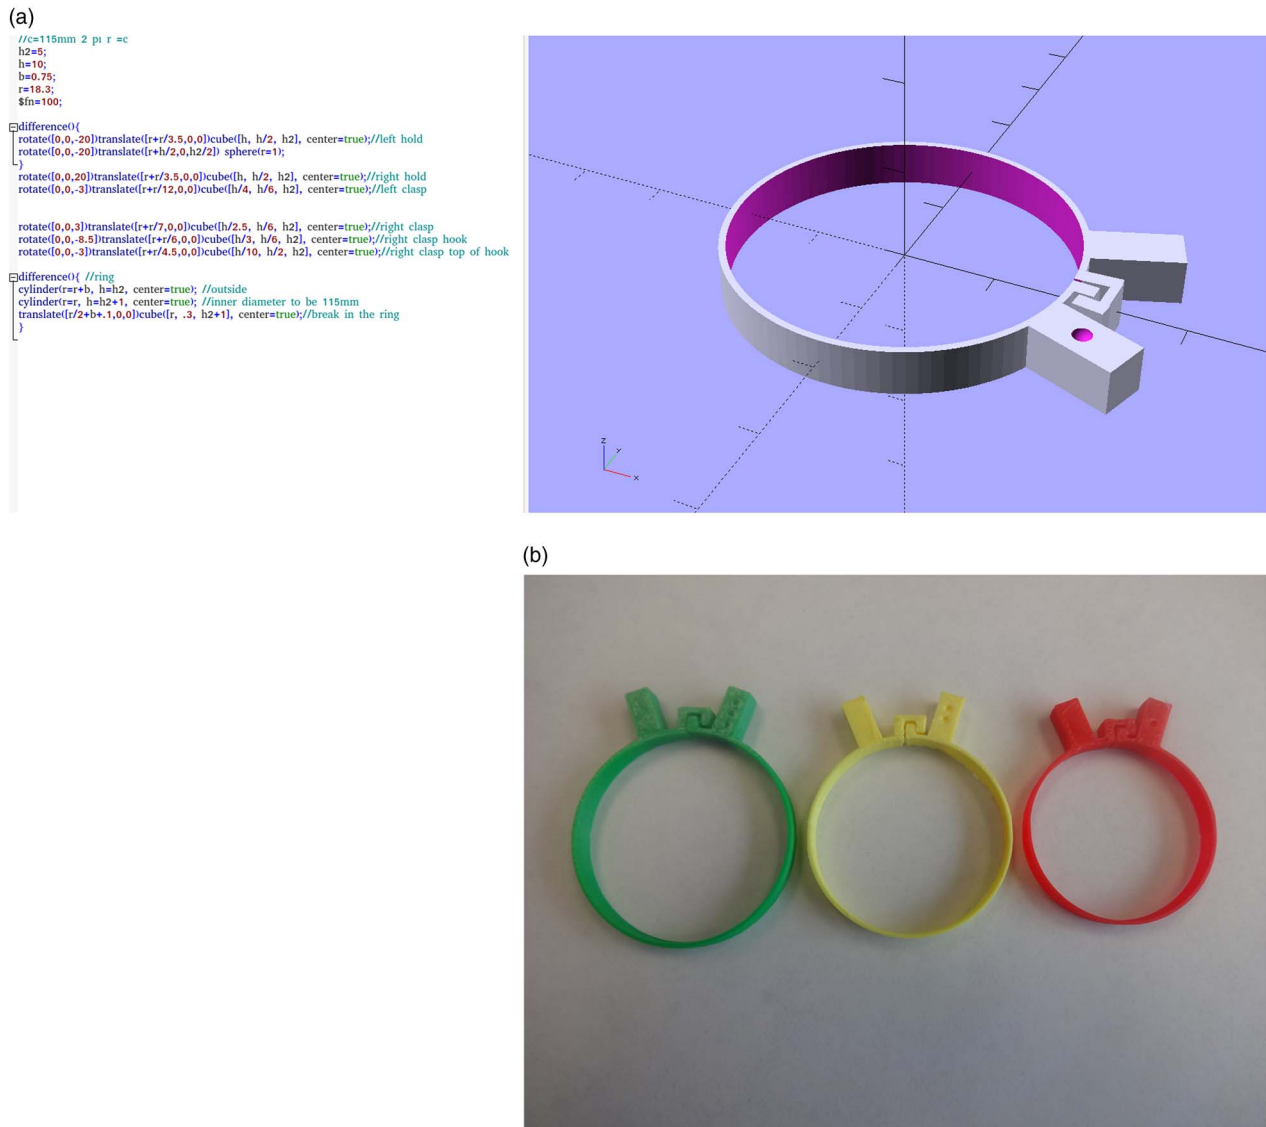 (a)
//c=115mm 2 pi r =c
h2=5;
h=10;
b=0.75;
r=18.3;
$fn=100;
difference(){
rotate([0,0,-20])translate([r+r/3.5,0,0])cube([h, h/2, h2], center=true);//left hold
rotate([0,0,-20])translate([r+h/2,0,h2/2]) sphere(r=1);
}
rotate([0,0,20])translate([r+r/3.5,0,0])cube([h, h/2, h2], center=true);//right hold
rotate([0,0,-3])translate([r+r/12,0,0])cube([h/4, h/6, h2], center=true);//left clasp
rotate([0,0,3])translate([r+r/7,0,0])cube([h/2.5, h/6, h2], center=true);//right clasp
rotate([0,0,-8.5])translate([r+r/6,0,0])cube([h/3, h/6, h2], center=true);//right clasp hook
rotate([0,0,-3])translate([r+r/4.5,0,0])cube([h/10, h/2, h2], center=true);//right clasp top of hook
difference(){ //ring
cylinder(r=r+b, h=h2, center=true); //outside
cylinder(r=r, h=h2+1, center=true); //inner diameter to be 115mm
translate([r/2+b+.1,0,0])cube([r, .3, h2+1], center=true);//break in the ring
}
z
y
x
(b)